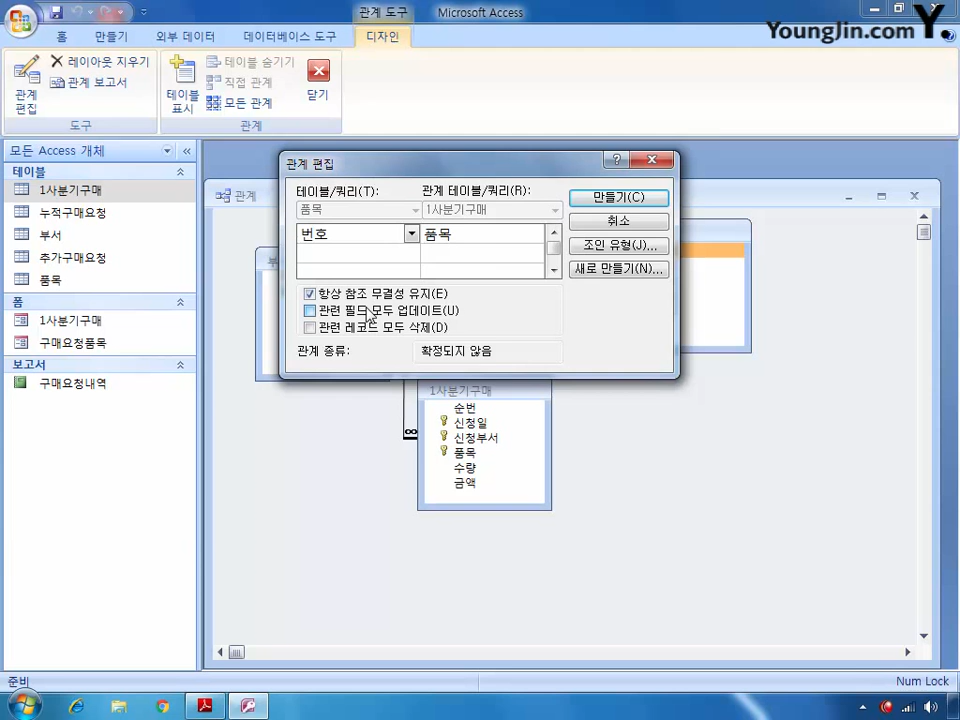 관계 도구
Microsoft Access
YoungJin.com Y.
홈
만들기
외부 데이터
데이터베이스 도구
디자인
관계 편집
레이아웃 지우기
관계 보고서
도구
테이블 표시
테이블 숨기기
직접 관계
모든 관계
닫기
관계
모든 Access 개체
테이블
1사분기구매
누적구매요청
부서
추가구매요청
품목
폼
1사분기구매
구매요청품목
보고서
구매요청내역
관계
관계 편집
테이블/쿼리(T):
관계 테이블/쿼리(R):
품목
1사분기구매
번호
품목
항상 참조 무결성 유지(E)
관련 필드 모두 업데이트(U)
관련 레코드 모두 삭제(D)
관계 종류:
확정되지 않음
만들기(C)
취소
조인 유형(J)...
새로 만들기(N)...
1사분기구매
순번
신청일
신청부서
품목
수량
금액
준비
Num Lock